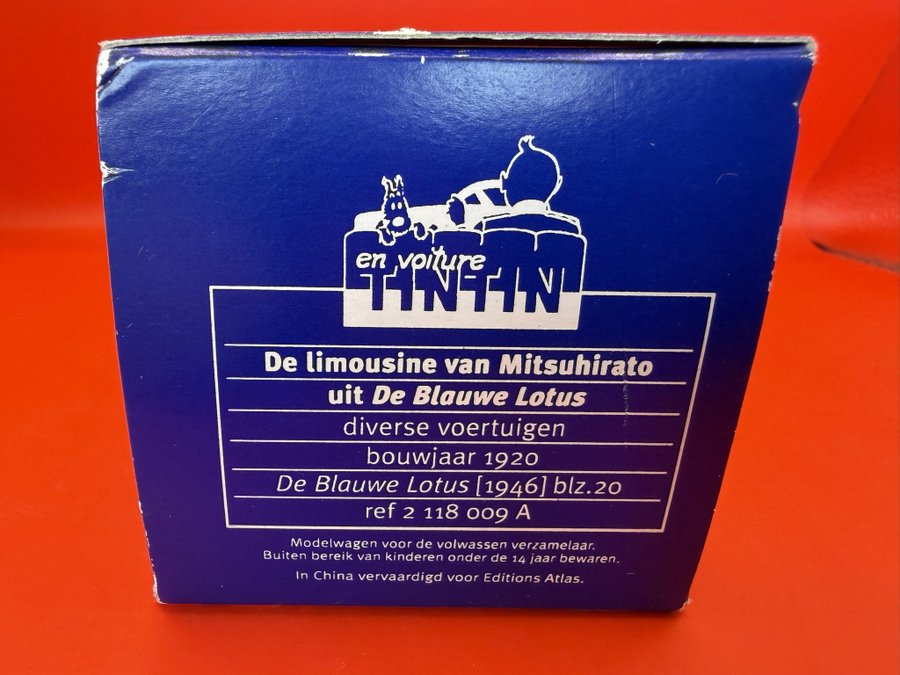 en voiture
TINTIN
De limousine van Mitsuhirato
uit De Blauwe Lotus
diverse voertuigen
bouwjaar 1920
De Blauwe Lotus [1946] blz.20
ref 2 118 009 A
Modelwagen voor de volwassen verzamelaar.
Buiten bereik van kinderen onder de 14 jaar bewaren.
In China vervaardigd voor Editions Atlas.